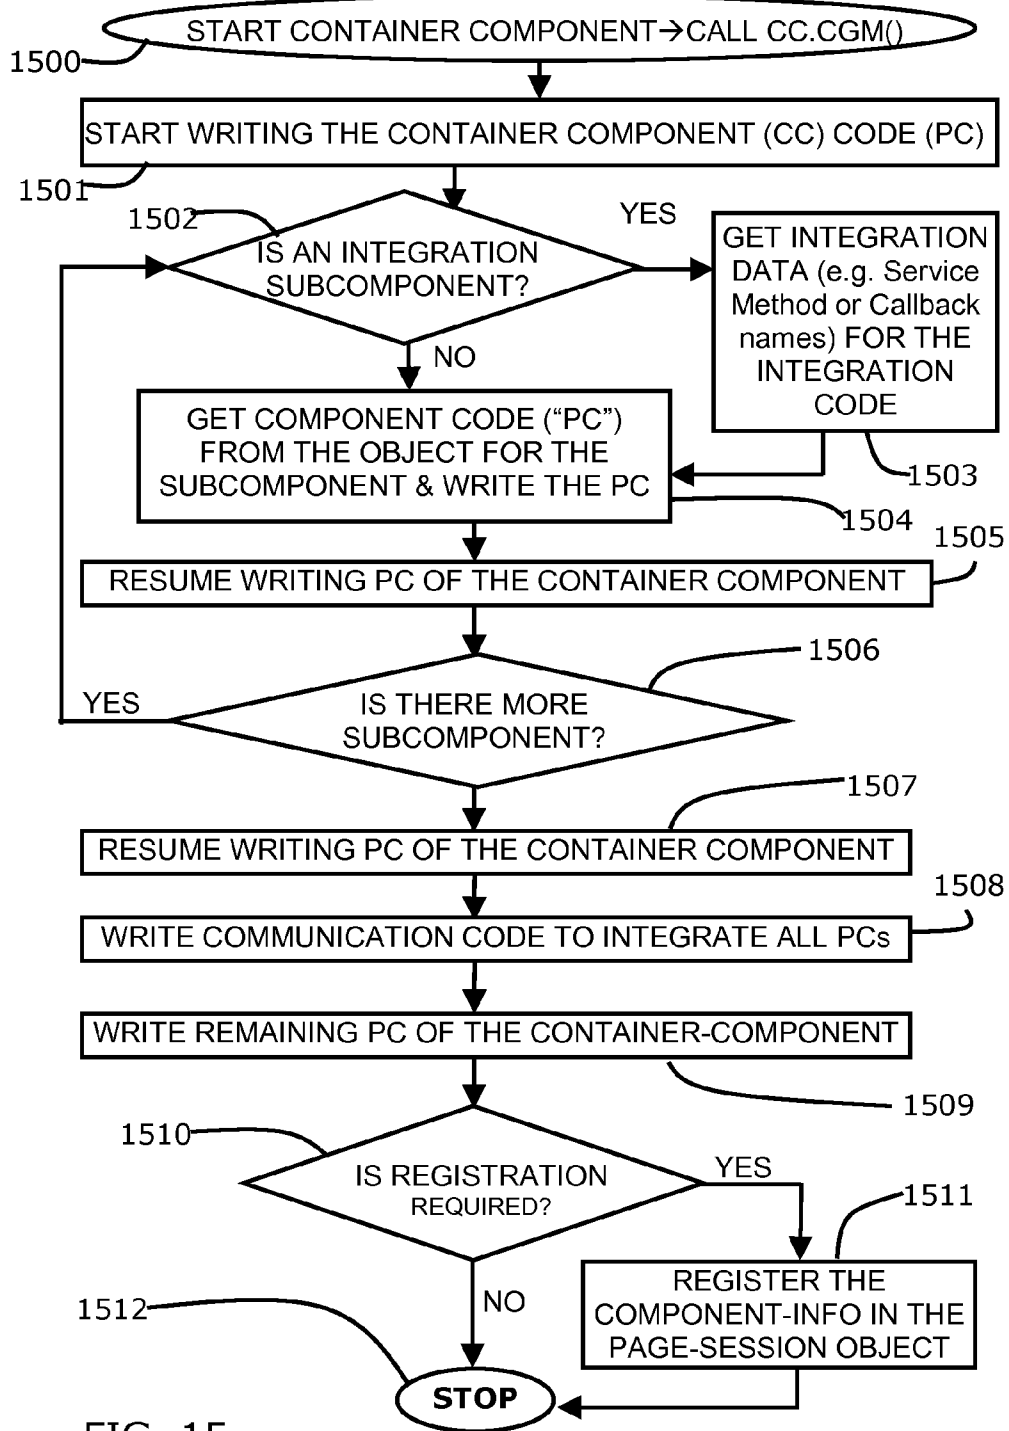 START CONTAINER COMPONENT→CALL CC.CGM()
1500
START WRITING THE CONTAINER COMPONENT (CC) CODE (PC)
1501
1502
YES
IS AN INTEGRATION
SUBCOMPONENT?
GET INTEGRATION
DATA (e.g. Service
Method or Callback
names) FOR THE
INTEGRATION
CODE
NO
1503
GET COMPONENT CODE (“PC”)
FROM THE OBJECT FOR THE
SUBCOMPONENT & WRITE THE PC
1504
1505
RESUME WRITING PC OF THE CONTAINER COMPONENT
1506
YES
IS THERE MORE
SUBCOMPONENT?
1507
RESUME WRITING PC OF THE CONTAINER COMPONENT
1508
WRITE COMMUNICATION CODE TO INTEGRATE ALL PCs
WRITE REMAINING PC OF THE CONTAINER-COMPONENT
1509
1510
IS REGISTRATION
REQUIRED?
YES
1511
REGISTER THE
COMPONENT-INFO IN THE
PAGE-SESSION OBJECT
NO
1512
STOP
FIG. 15